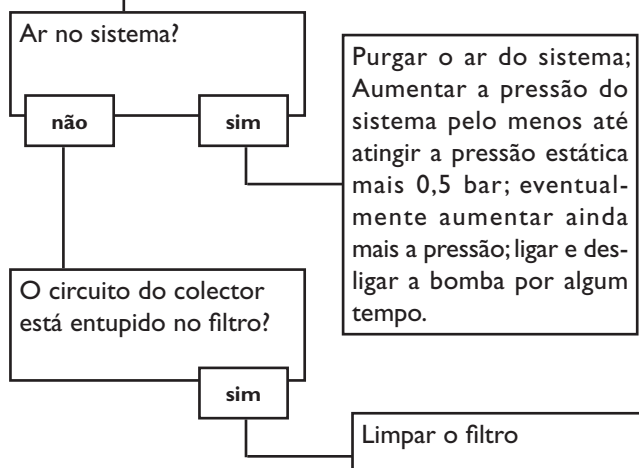 Ar no sistema?
não
sim
Purgar o ar do sistema;
Aumentar a pressão do
sistema pelo menos até
atingir a pressão estática
mais 0,5 bar; eventual-
mente aumentar ainda
mais a pressão; ligar e des-
ligar a bomba por algum
tempo.
O circuito do colector
está entupido no filtro?
sim
Limpar o filtro